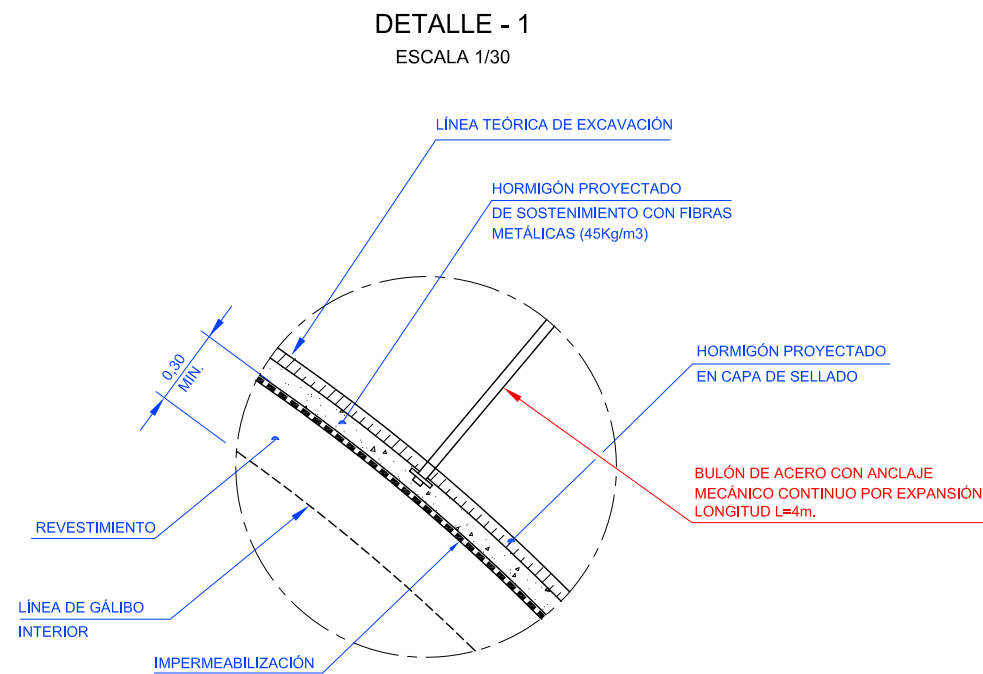 DETALLE - 1
ESCALA 1/30
LÍNEA TEÓRICA DE EXCAVACIÓN
HORMIGÓN PROYECTADO
DE SOSTENIMIENTO CON FIBRAS
METÁLICAS (45Kg/m3)
0,30
MIN.
HORMIGÓN PROYECTADO
EN CAPA DE SELLADO
BULÓN DE ACERO CON ANCLAJE
MECÁNICO CONTINUO POR EXPANSIÓN
LONGITUD L=4m.
REVESTIMIENTO
LÍNEA DE GÁLIBO
INTERIOR
IMPERMEABILIZACIÓN